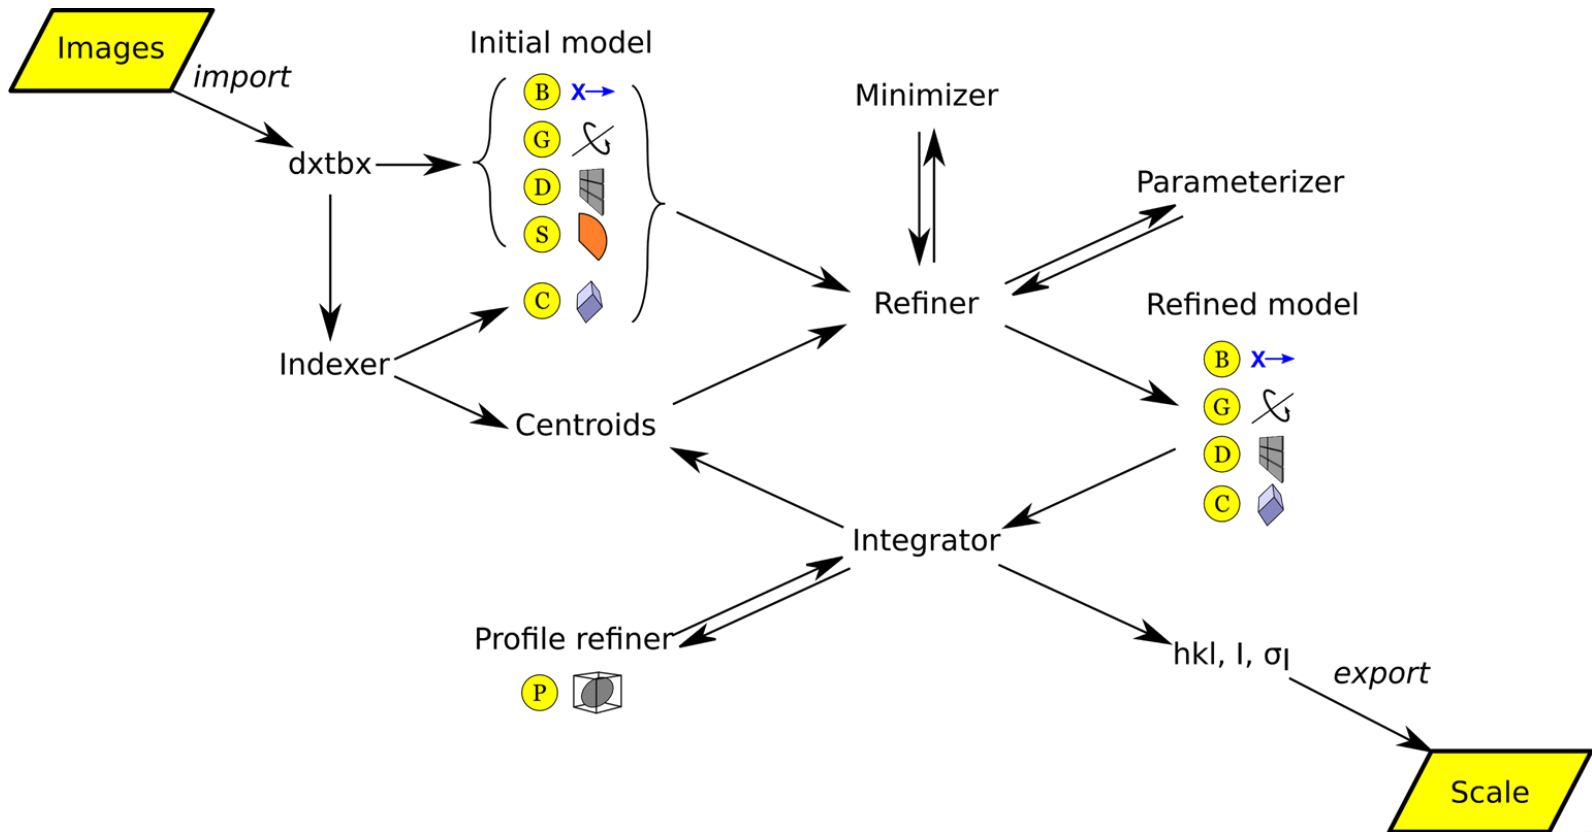 Images
import
Initial model
B X
G
D
S
C
dxtbx
Minimizer
Parameterizer
Refiner
Refined model
B X
G
D
C
Indexer
Centroids
Integrator
Profile refiner
P
hkl, I, σI
export
Scale